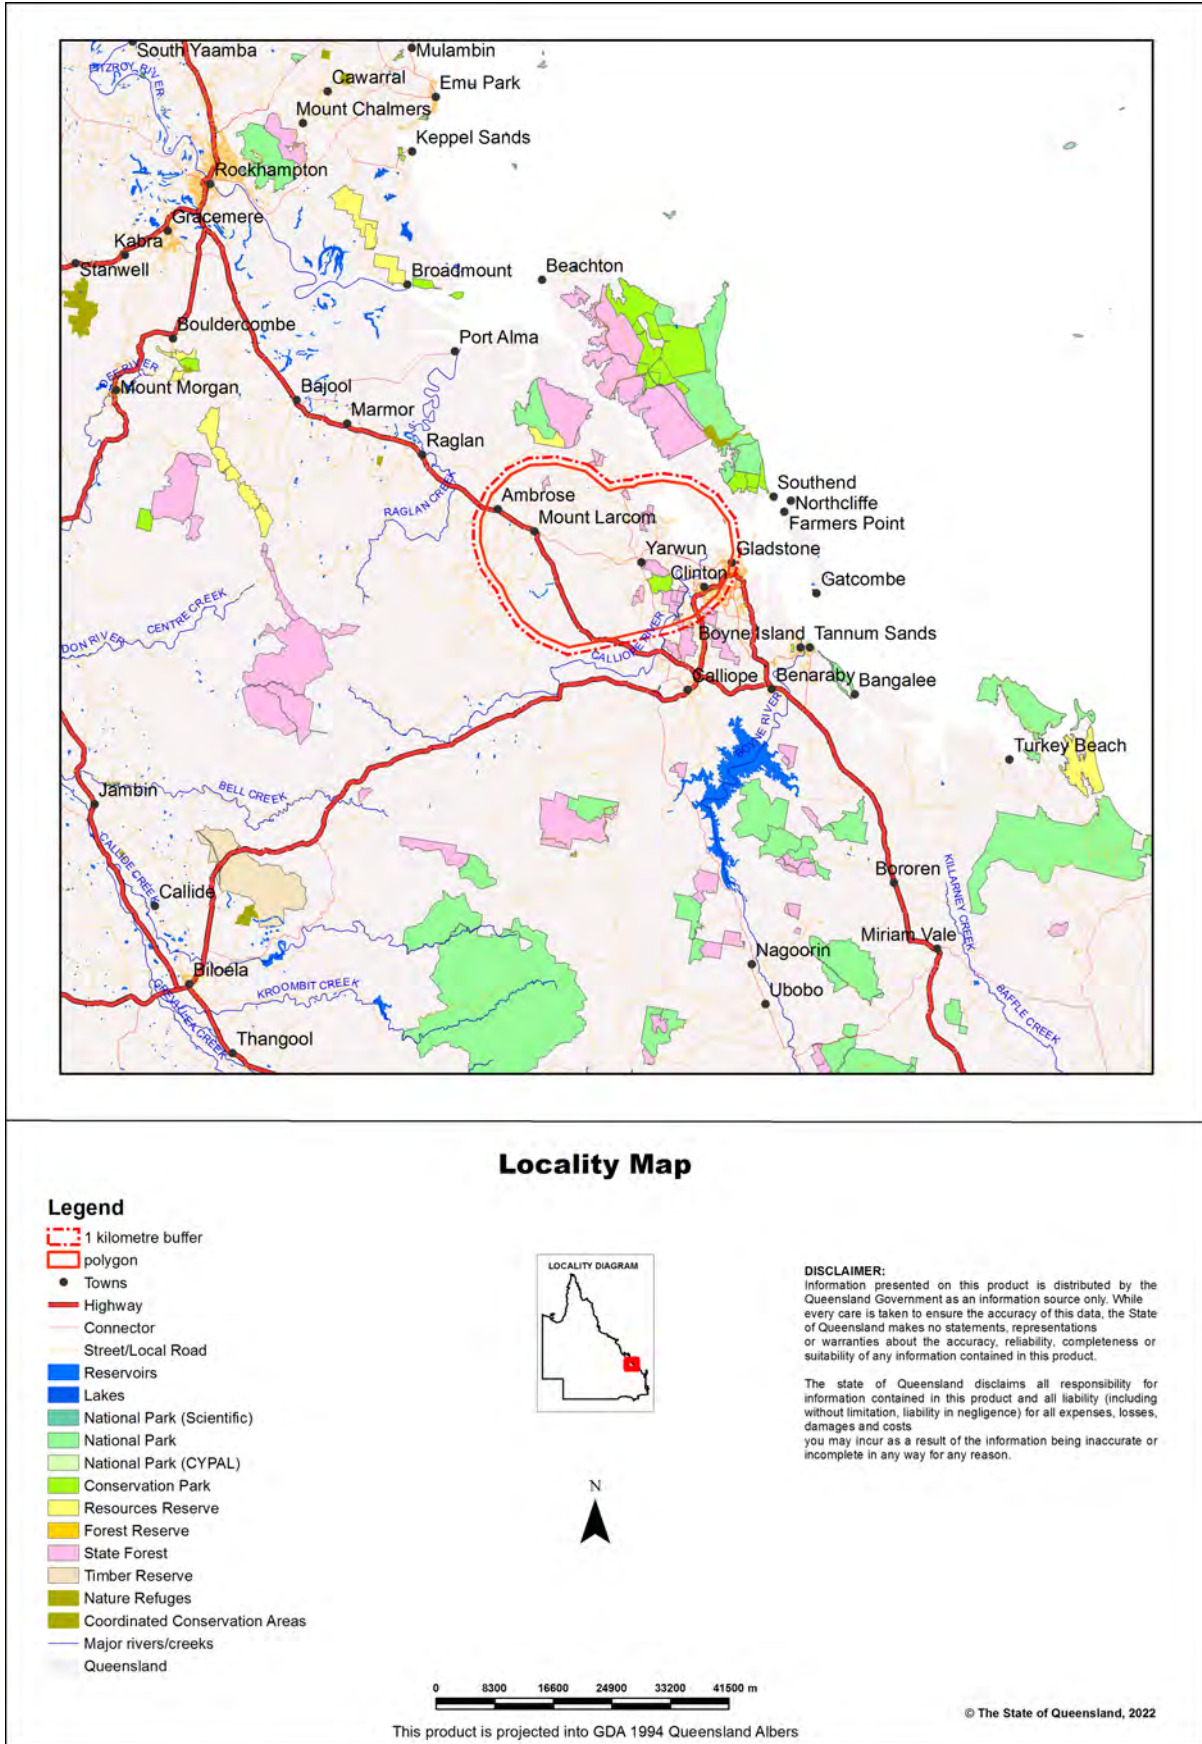 South Yaamba
Mulambin
FITZROY RIVER
Cawarral
Emu Park
Mount Chalmers
Keppel Sands
Rockhampton
Gracemere
Kabra
Stanwell
Broadmount
Beachton
Bouldercombe
Port Alma
DEE RIVER
Mount Morgan
Bajool
Marmor
Raglan
RAGLAN CREEK
Ambrose
Southend
Northcliffe
Farmers Point
Mount Larcom
Yarwun
Gladstone
Clinton
Gatcombe
CENTRE CREEK
DON RIVER
CALLIOPE RIVER
Boyne Island
Tannum Sands
Calliope
Benaraby
Bangalee
BOYNE RIVER
Turkey Beach
Jambin
BELL CREEK
CALLIDE CREEK
Callide
Bororen
KILLARNEY CREEK
Miriam Vale
Nagoorin
Biloela
KROOMBIT CREEK
Ubobo
BAFFLE CREEK
GREVILLEA CREEK
Thangool
Locality Map
Legend
1 kilometre buffer
polygon
Towns
Highway
Connector
Street/Local Road
Reservoirs
Lakes
National Park (Scientific)
National Park
National Park (CYPAL)
Conservation Park
Resources Reserve
Forest Reserve
State Forest
Timber Reserve
Nature Refuges
Coordinated Conservation Areas
Major rivers/creeks
Queensland
LOCALITY DIAGRAM
N
DISCLAIMER:
Information presented on this product is distributed by the
Queensland Government as an information source only. While
every care is taken to ensure the accuracy of this data, the State
of Queensland makes no statements, representations
or warranties about the accuracy, reliability, completeness or
suitability of any information contained in this product.
The state of Queensland disclaims all responsibility for
information contained in this product and all liability (including
without limitation, liability in negligence) for all expenses, losses,
damages and costs
you may incur as a result of the information being inaccurate or
incomplete in any way for any reason.
0 8300 16600 24900 33200 41500 m
This product is projected into GDA 1994 Queensland Albers
© The State of Queensland, 2022